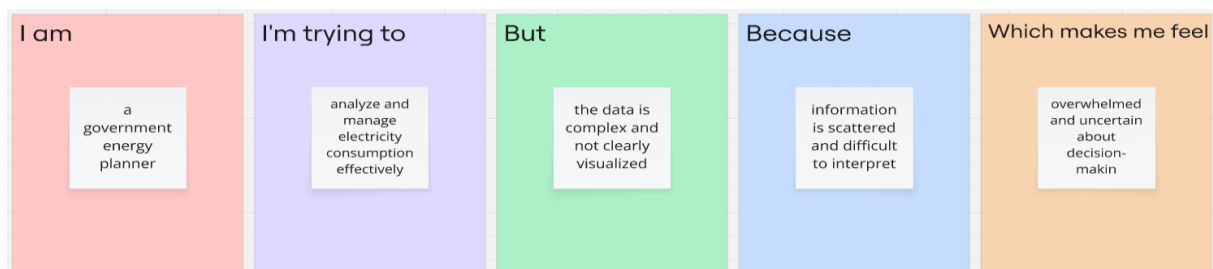 I am
a
government
energy
planner
I'm trying to
analyze and
manage
electricity
consumption
effectively
But
the data is
complex and
not clearly
visualized
Because
information
is scattered
and difficult
to interpret
Which makes me feel
overwhelmed
and uncertain
about
decision-
makin